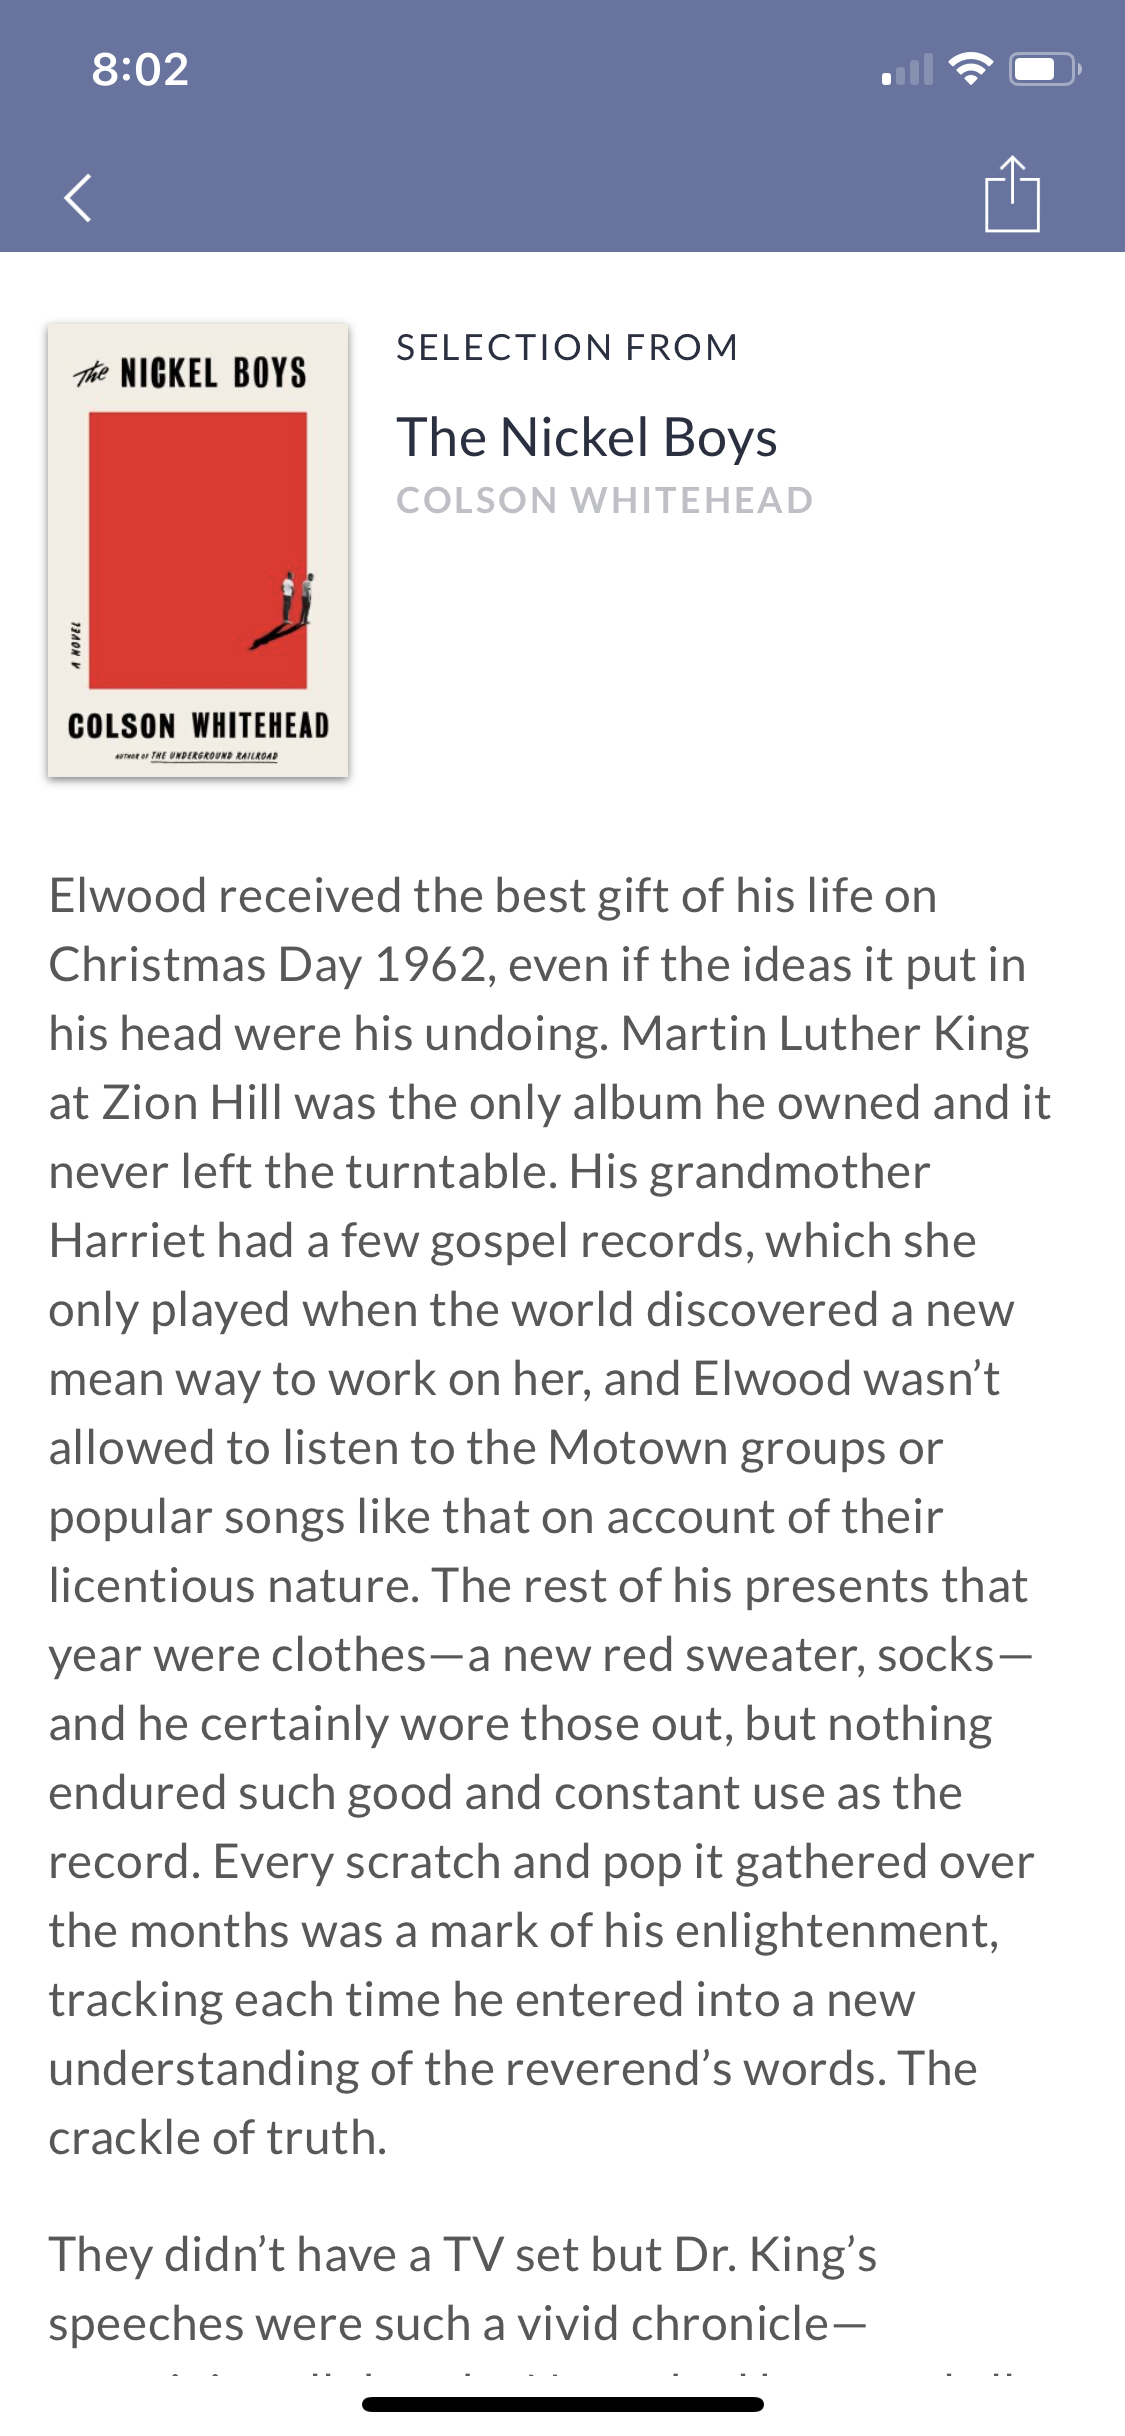 8:02
The NICKEL BOYS
A NOVEL
COLSON WHITEHEAD
AUTHOR OF THE UNDERGROUND RAILROAD
SELECTION FROM
The Nickel Boys
COLSON WHITEHEAD
Elwood received the best gift of his life on
Christmas Day 1962, even if the ideas it put in
his head were his undoing. Martin Luther King
at Zion Hill was the only album he owned and it
never left the turntable. His grandmother
Harriet had a few gospel records, which she
only played when the world discovered a new
mean way to work on her, and Elwood wasn’t
allowed to listen to the Motown groups or
popular songs like that on account of their
licentious nature. The rest of his presents that
year were clothes—a new red sweater, socks—
and he certainly wore those out, but nothing
endured such good and constant use as the
record. Every scratch and pop it gathered over
the months was a mark of his enlightenment,
tracking each time he entered into a new
understanding of the reverend’s words. The
crackle of truth.
They didn’t have a TV set but Dr. King’s
speeches were such a vivid chronicle—